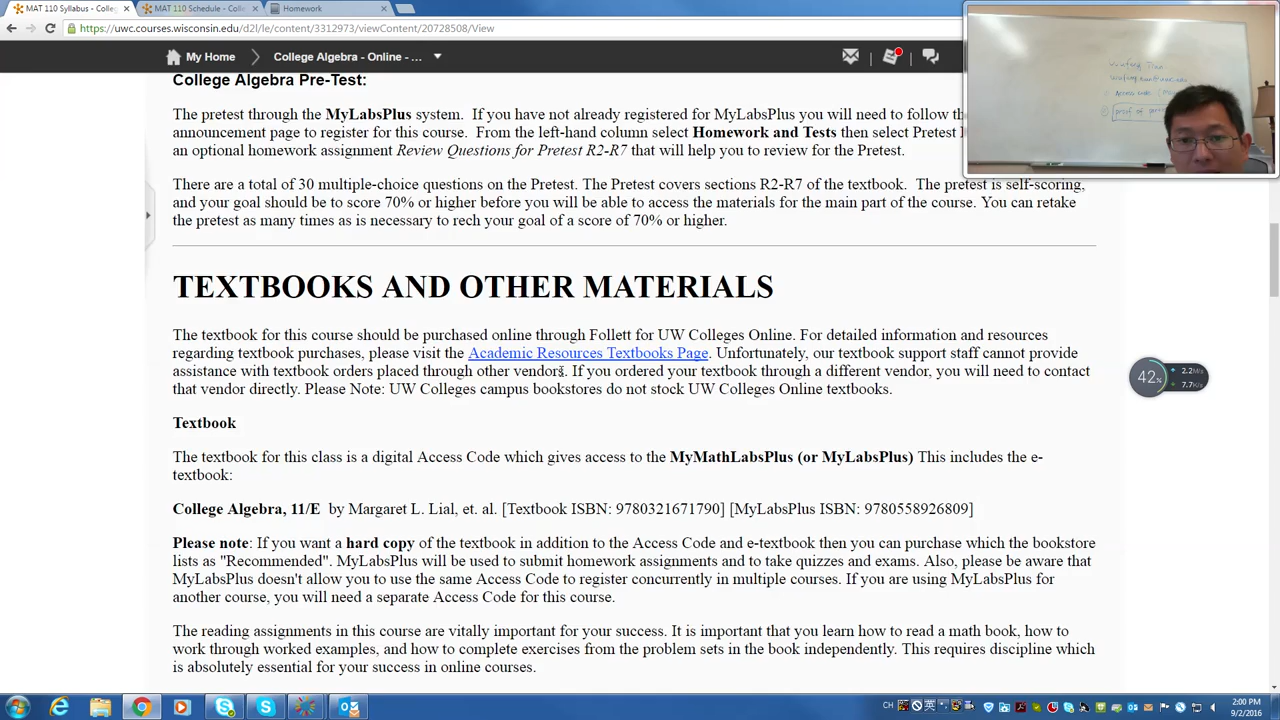 MAT 110 Syllabus - Colleg
MAT 110 Schedule - Colle
Homework
https://uwc.courses.wisconsin.edu/d2l/le/content/3312973/viewContent/20728508/View
My Home
College Algebra - Online - ...
College Algebra Pre-Test:
The pretest through the MyLabsPlus system. If you have not already registered for MyLabsPlus you will need to follow the
announcement page to register for this course. From the left-hand column select Homework and Tests then select Pretest
an optional homework assignment Review Questions for Pretest R2-R7 that will help you to review for the Pretest.
There are a total of 30 multiple-choice questions on the Pretest. The Pretest covers sections R2-R7 of the textbook. The pretest is self-scoring,
and your goal should be to score 70% or higher before you will be able to access the materials for the main part of the course. You can retake
the pretest as many times as is necessary to rech your goal of a score of 70% or higher.
TEXTBOOKS AND OTHER MATERIALS
The textbook for this course should be purchased online through Follett for UW Colleges Online. For detailed information and resources
regarding textbook purchases, please visit the Academic Resources Textbooks Page. Unfortunately, our textbook support staff cannot provide
assistance with textbook orders placed through other vendors. If you ordered your textbook through a different vendor, you will need to contact
that vendor directly. Please Note: UW Colleges campus bookstores do not stock UW Colleges Online textbooks.
42%
2.2M/s
7.7K/s
Textbook
The textbook for this class is a digital Access Code which gives access to the MyMathLabsPlus (or MyLabsPlus) This includes the e-
textbook:
College Algebra, 11/E by Margaret L. Lial, et. al. [Textbook ISBN: 9780321671790] [MyLabsPlus ISBN: 9780558926809]
Please note: If you want a hard copy of the textbook in addition to the Access Code and e-textbook then you can purchase which the bookstore
lists as "Recommended". MyLabsPlus will be used to submit homework assignments and to take quizzes and exams. Also, please be aware that
MyLabsPlus doesn't allow you to use the same Access Code to register concurrently in multiple courses. If you are using MyLabsPlus for
another course, you will need a separate Access Code for this course.
The reading assignments in this course are vitally important for your success. It is important that you learn how to read a math book, how to
work through worked examples, and how to complete exercises from the problem sets in the book independently. This requires discipline which
is absolutely essential for your success in online courses.
CH
英
2:00 PM
9/2/2016